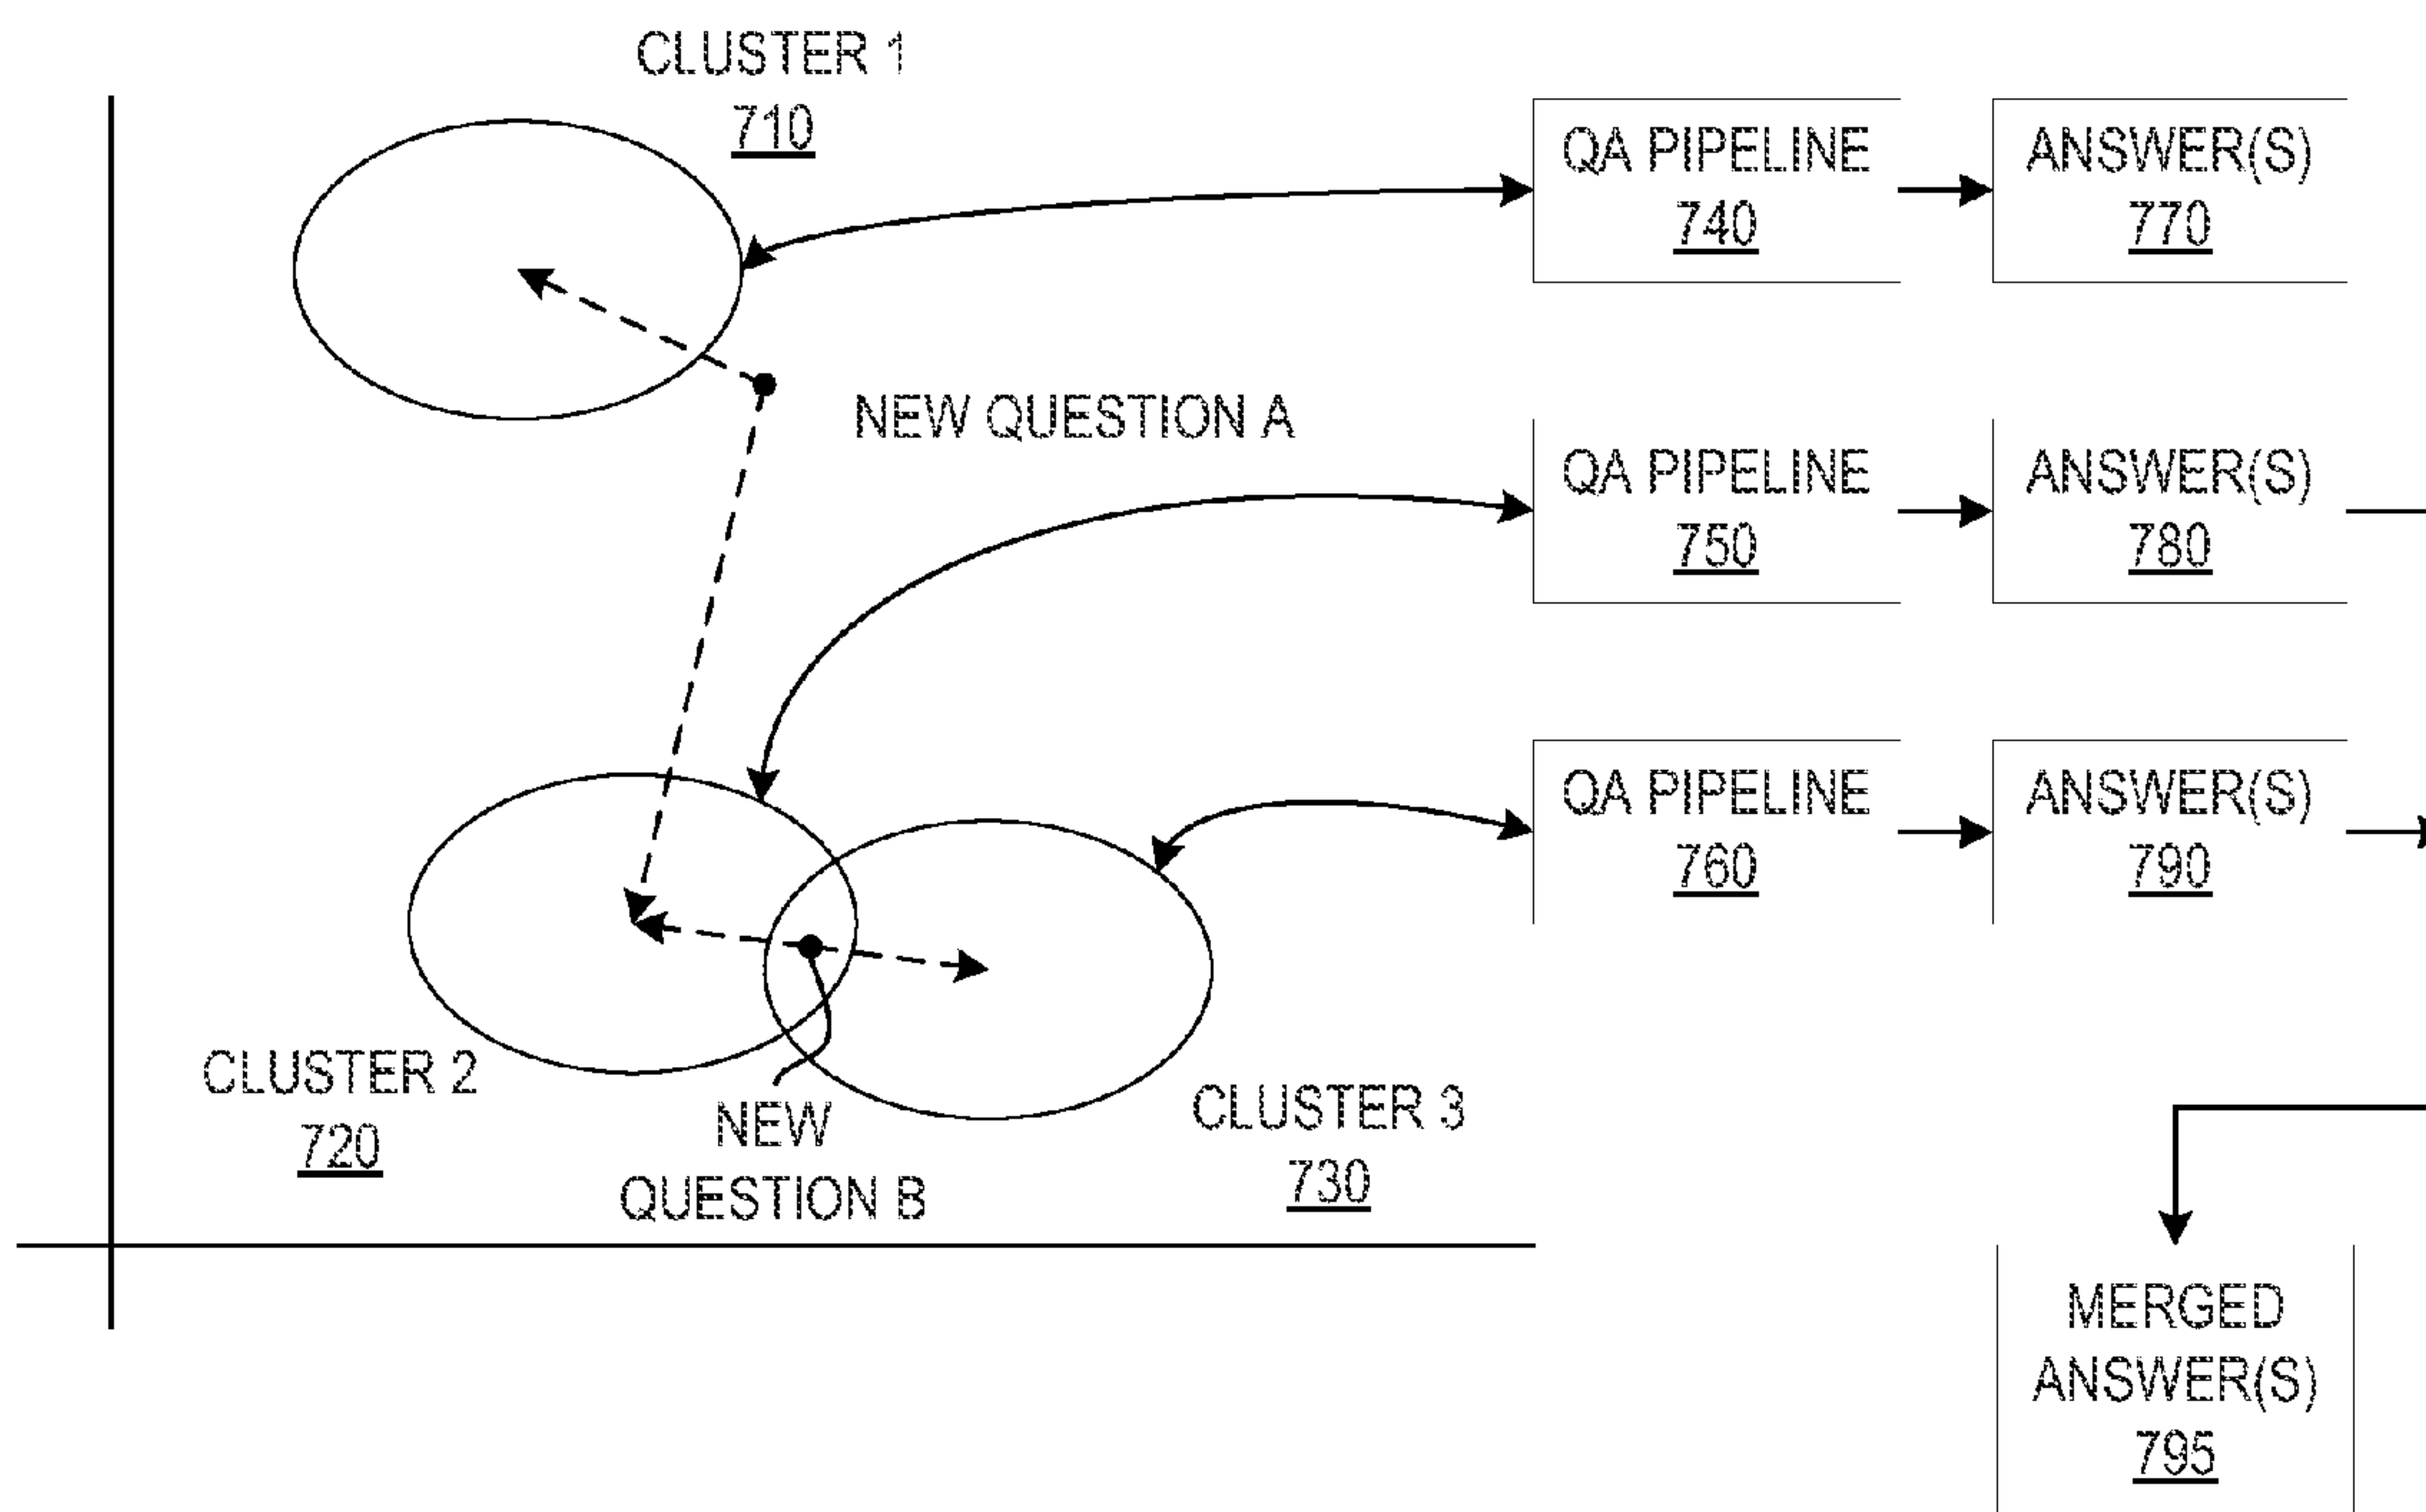 CLUSTER 1
710
QA PIPELINE
740
ANSWER(S)
770
NEW QUESTION A
QA PIPELINE
750
ANSWER(S)
780
QA PIPELINE
760
ANSWER(S)
790
CLUSTER 2
720
NEW
QUESTION B
CLUSTER 3
730
MERGED
ANSWER(S)
795